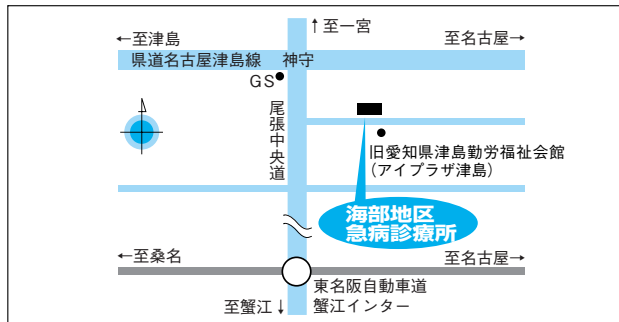 ↑至一宮
←至津島
至名古屋→
県道名古屋津島線
神守
GS
尾張中央道
旧愛知県津島勤労福祉会館
(アイプラザ津島)
海部地区
急病診療所
←至桑名
至名古屋→
東名阪自動車道
蟹江インター
至蟹江↓